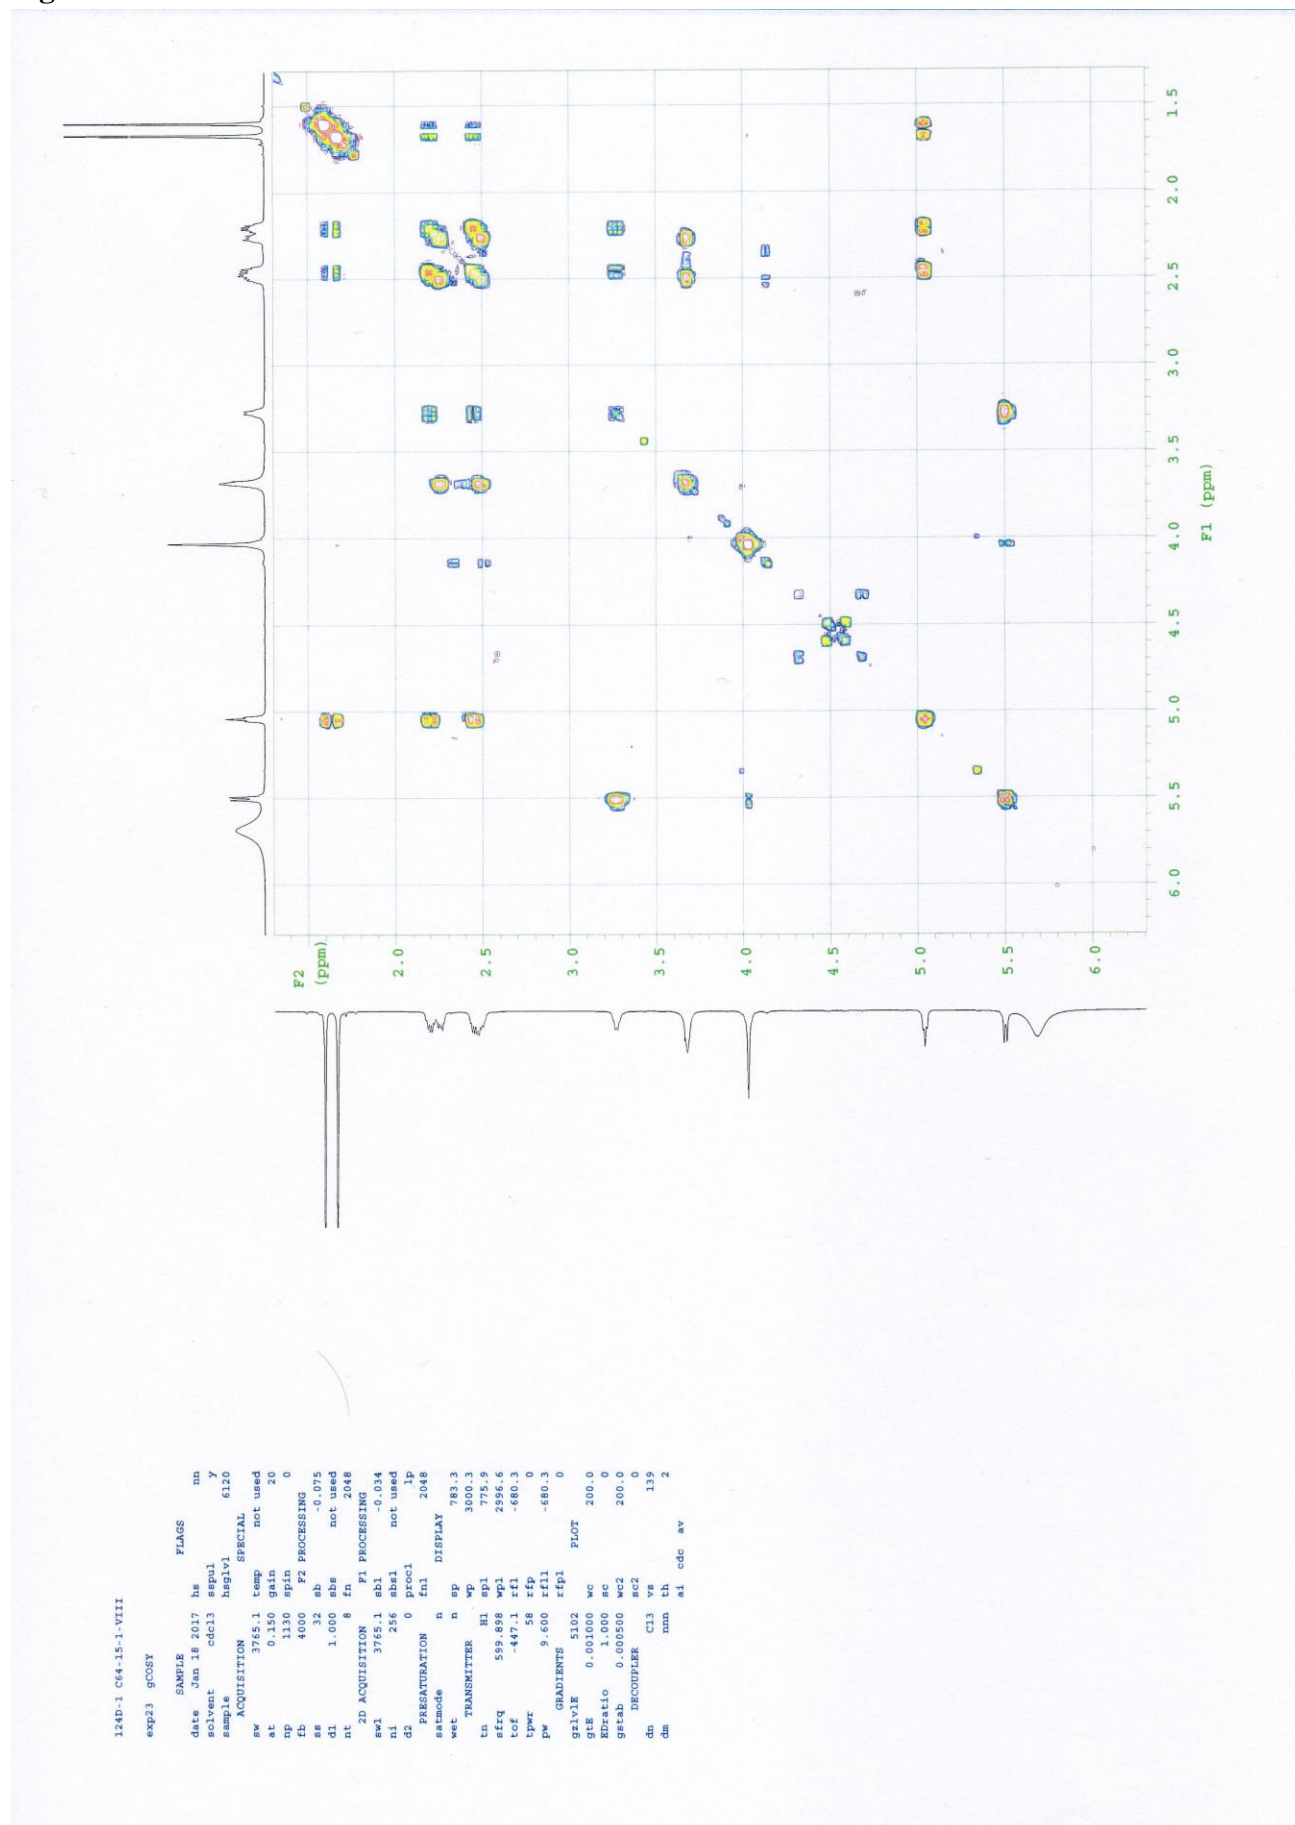 124D-1 C64-15-1-VIII
exp23 gCOSY
SAMPLE FLAGS
date Jan 18 2017 hs nn
solvent cdcl3 sspul y
sample hsglvl 6120
ACQUISITION SPECIAL
sw 3765.1 temp not used
at 0.150 gain 20
np 1130 spin 0
fb 4000 F2 PROCESSING
ss 32 sb -0.075
d1 1.000 sbs not used
nt 8 fn 2048
2D ACQUISITION F1 PROCESSING
sw1 3765.1 sb1 -0.034
ni 256 sbs1 not used
d2 0 proc1 lp
PRESATURATION fn1 2048
satmode n DISPLAY
wet n sp 783.3
TRANSMITTER wp 3000.3
tn H1 sp1 775.9
sfrq 599.898 wp1 2996.6
tof -447.1 rfl -680.3
tpwr 58 rfp 0
pw 9.600 rfl1 -680.3
GRADIENTS rfp1 0
gzlvlE 5102 PLOT
gtE 0.001000 wc 200.0
EDratio 1.000 sc 0
gstab 0.000500 wc2 200.0
DECOUPLER sc2 0
dn C13 vs 139
dm nnn th 2
ai cdc av
F2
(ppm)
2.0
2.5
3.0
3.5
4.0
4.5
5.0
5.5
6.0
6.0 5.5 5.0 4.5 4.0 3.5 3.0 2.5 2.0 1.5
F1 (ppm)